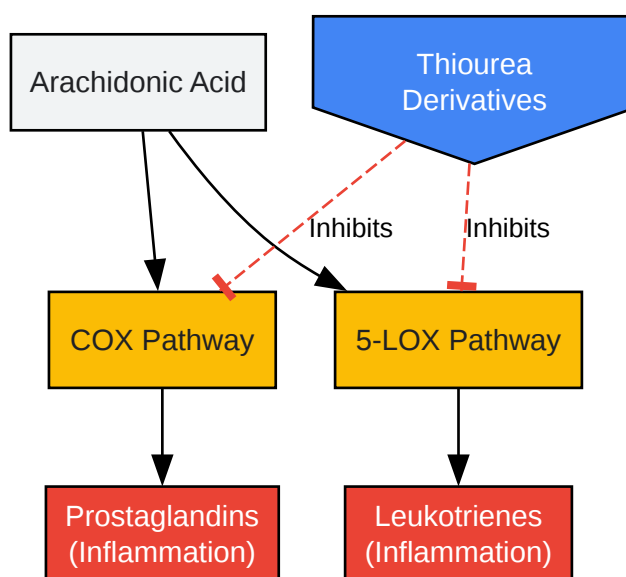 Arachidonic Acid
Thiourea
Derivatives
Inhibits
Inhibits
COX Pathway
5-LOX Pathway
Prostaglandins
(Inflammation)
Leukotrienes
(Inflammation)